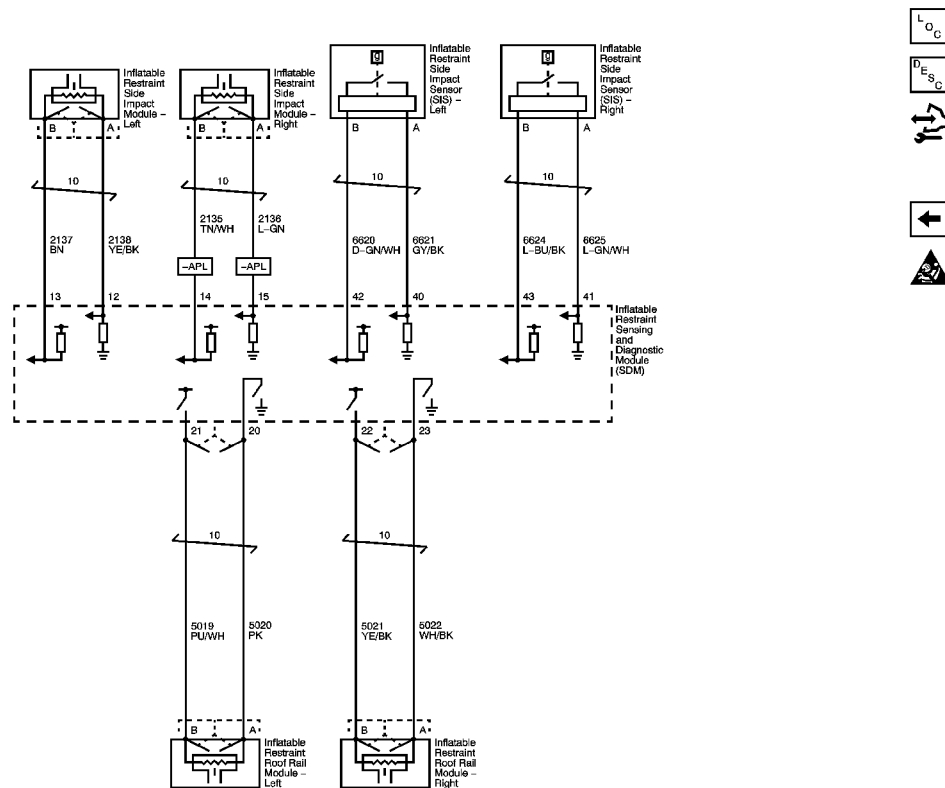 L
O
C
D
E
S
C
Inflatable
Restraint
Side
Impact
Module –
Left
B
A
Inflatable
Restraint
Side
Impact
Module –
Right
B
A
g
Inflatable
Restraint
Side
Impact
Sensor
(SIS) –
Left
B
A
g
Inflatable
Restraint
Side
Impact
Sensor
(SIS) –
Right
B
A
10
10
10
10
2137
BN
2138
YE/BK
2135
TN/WH
2136
L–GN
6620
D–GN/WH
6621
GY/BK
6624
L–BU/BK
6625
L–GN/WH
–APL
–APL
13
12
14
15
42
40
43
41
Inflatable
Restraint
Sensing
and
Diagnostic
Module
(SDM)
21
20
22
23
10
10
5019
PU/WH
5020
PK
5021
YE/BK
5022
WH/BK
B
A
Inflatable
Restraint
Roof Rail
Module –
Left
B
A
Inflatable
Restraint
Roof Rail
Module –
Right